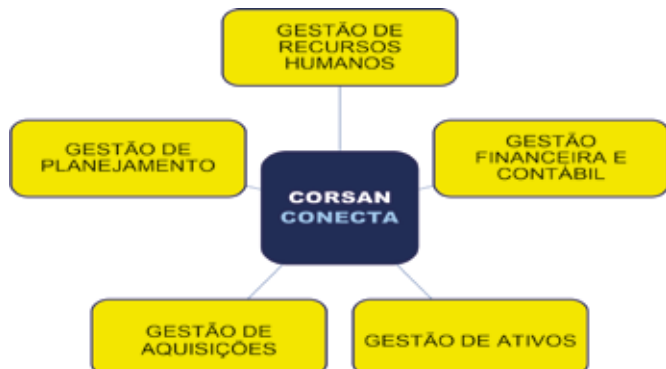 GESTÃO DE
RECURSOS
HUMANOS
GESTÃO DE
PLANEJAMENTO
GESTÃO
FINANCEIRA E
CONTÁBIL
CORSAN
CONECTA
GESTÃO DE
AQUISIÇÕES
GESTÃO DE ATIVOS